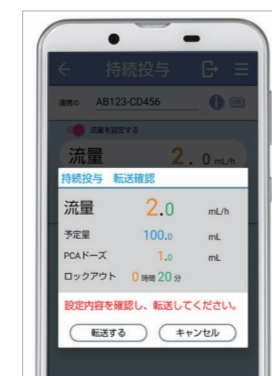 持続投与
連携ID AB123-CD456
流量を設定する
流量 2.0 mL/h
持続投与 転送確認
流量 2.0 mL/h
予定量 100.0 mL
PCAドーズ 1.0 mL
ロックアウト 0時間20分
設定内容を確認し、転送してください。
転送する キャンセル